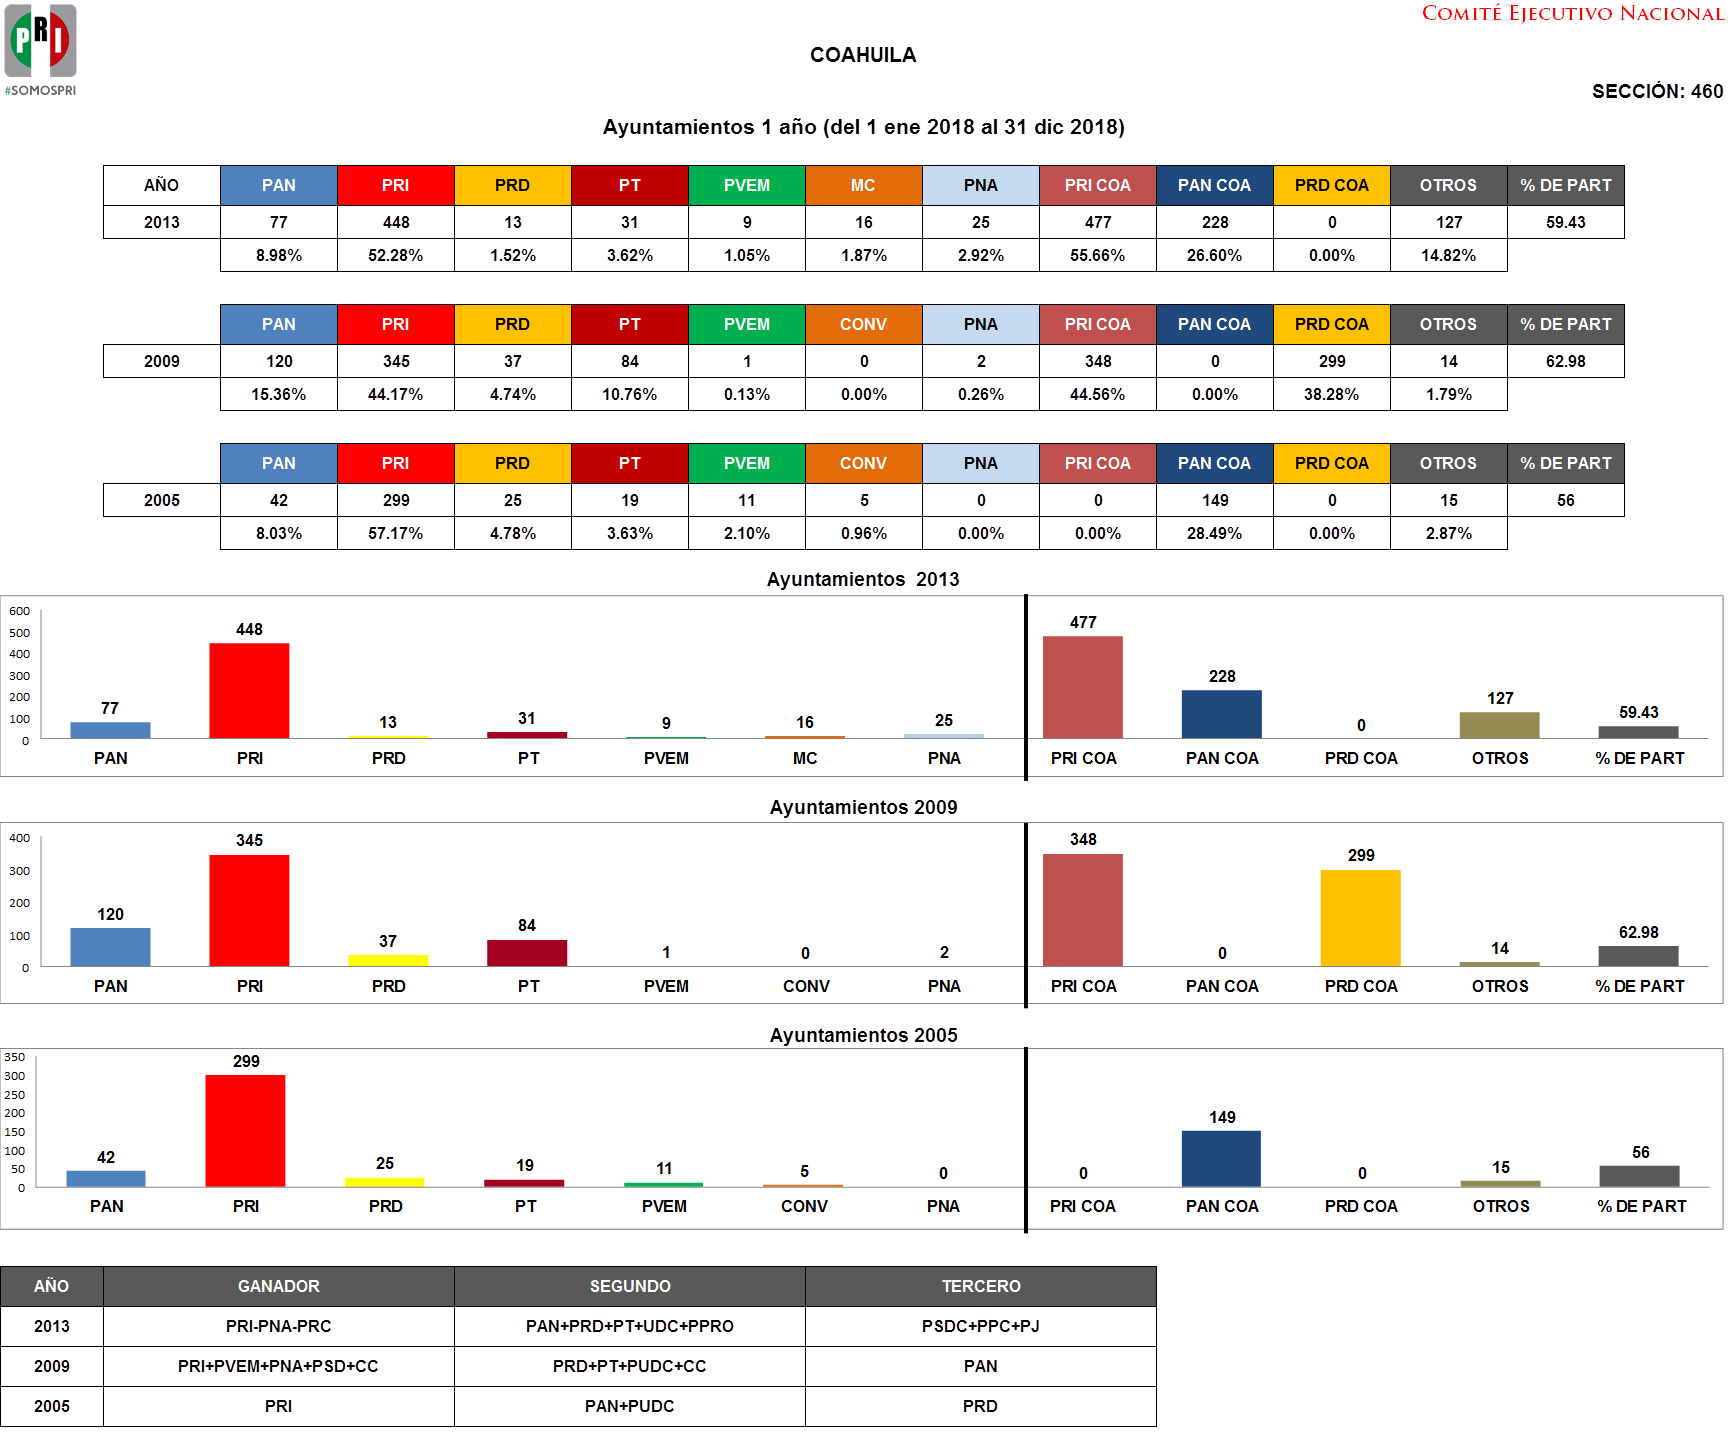 COMITÉ EJECUTIVO NACIONAL
PRI
#SOMOSPRI
COAHUILA
SECCIÓN: 460
Ayuntamientos 1 año (del 1 ene 2018 al 31 dic 2018)
AÑO PAN PRI PRD PT PVEM MC PNA PRI COA PAN COA PRD COA OTROS % DE PART
2013 77 448 13 31 9 16 25 477 228 0 127 59.43
8.98% 52.28% 1.52% 3.62% 1.05% 1.87% 2.92% 55.66% 26.60% 0.00% 14.82%
PAN PRI PRD PT PVEM CONV PNA PRI COA PAN COA PRD COA OTROS % DE PART
2009 120 345 37 84 1 0 2 348 0 299 14 62.98
15.36% 44.17% 4.74% 10.76% 0.13% 0.00% 0.26% 44.56% 0.00% 38.28% 1.79%
PAN PRI PRD PT PVEM CONV PNA PRI COA PAN COA PRD COA OTROS % DE PART
2005 42 299 25 19 11 5 0 0 149 0 15 56
8.03% 57.17% 4.78% 3.63% 2.10% 0.96% 0.00% 0.00% 28.49% 0.00% 2.87%
Ayuntamientos 2013
600
500
400
300
200
100
0
77 448 13 31 9 16 25 477 228 0 127 59.43
PAN PRI PRD PT PVEM MC PNA PRI COA PAN COA PRD COA OTROS % DE PART
Ayuntamientos 2009
400
300
200
100
0
120 345 37 84 1 0 2 348 0 299 14 62.98
PAN PRI PRD PT PVEM CONV PNA PRI COA PAN COA PRD COA OTROS % DE PART
Ayuntamientos 2005
350
300
250
200
150
100
50
0
42 299 25 19 11 5 0 0 149 0 15 56
PAN PRI PRD PT PVEM CONV PNA PRI COA PAN COA PRD COA OTROS % DE PART
AÑO GANADOR SEGUNDO TERCERO
2013 PRI-PNA-PRC PAN+PRD+PT+UDC+PPRO PSDC+PPC+PJ
2009 PRI+PVEM+PNA+PSD+CC PRD+PT+PUDC+CC PAN
2005 PRI PAN+PUDC PRD